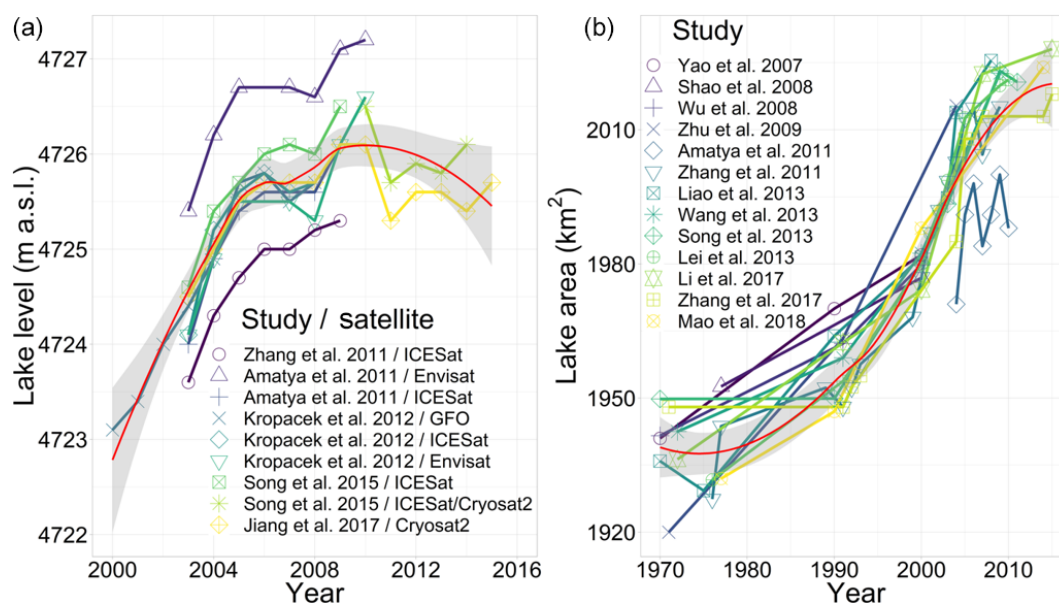 (a)
Lake level (m a.s.l.)
4727
4726
4725
4724
4723
4722
2000
2004
2008
2012
2016
Year
Study / satellite
Zhang et al. 2011 / ICESat
Amatya et al. 2011 / Envisat
Amatya et al. 2011 / ICESat
Kropacek et al. 2012 / GFO
Kropacek et al. 2012 / ICESat
Kropacek et al. 2012 / Envisat
Song et al. 2015 / ICESat
Song et al. 2015 / ICESat/Cryosat2
Jiang et al. 2017 / Cryosat2
(b)
Lake area (km²)
2010
1980
1950
1920
1970
1980
1990
2000
2010
Year
Study
Yao et al. 2007
Shao et al. 2008
Wu et al. 2008
Zhu et al. 2009
Amatya et al. 2011
Zhang et al. 2011
Liao et al. 2013
Wang et al. 2013
Song et al. 2013
Lei et al. 2013
Li et al. 2017
Zhang et al. 2017
Mao et al. 2018